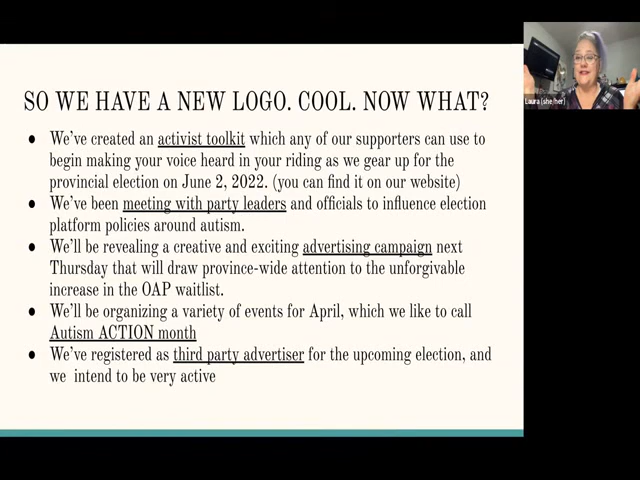 SO WE HAVE A NEW LOGO. COOL. NOW WHAT?
● We've created an activist toolkit which any of our supporters can use to
begin making your voice heard in your riding as we gear up for the
provincial election on June 2, 2022. (you can find it on our website)
● We've been meeting with party leaders and officials to influence election
platform policies around autism.
● We'll be revealing a creative and exciting advertising campaign next
Thursday that will draw province-wide attention to the unforgivable
increase in the OAP waitlist.
● We'll be organizing a variety of events for April, which we like to call
Autism ACTION month
● We've registered as third party advertiser for the upcoming election, and
we intend to be very active
Laura (she/her)